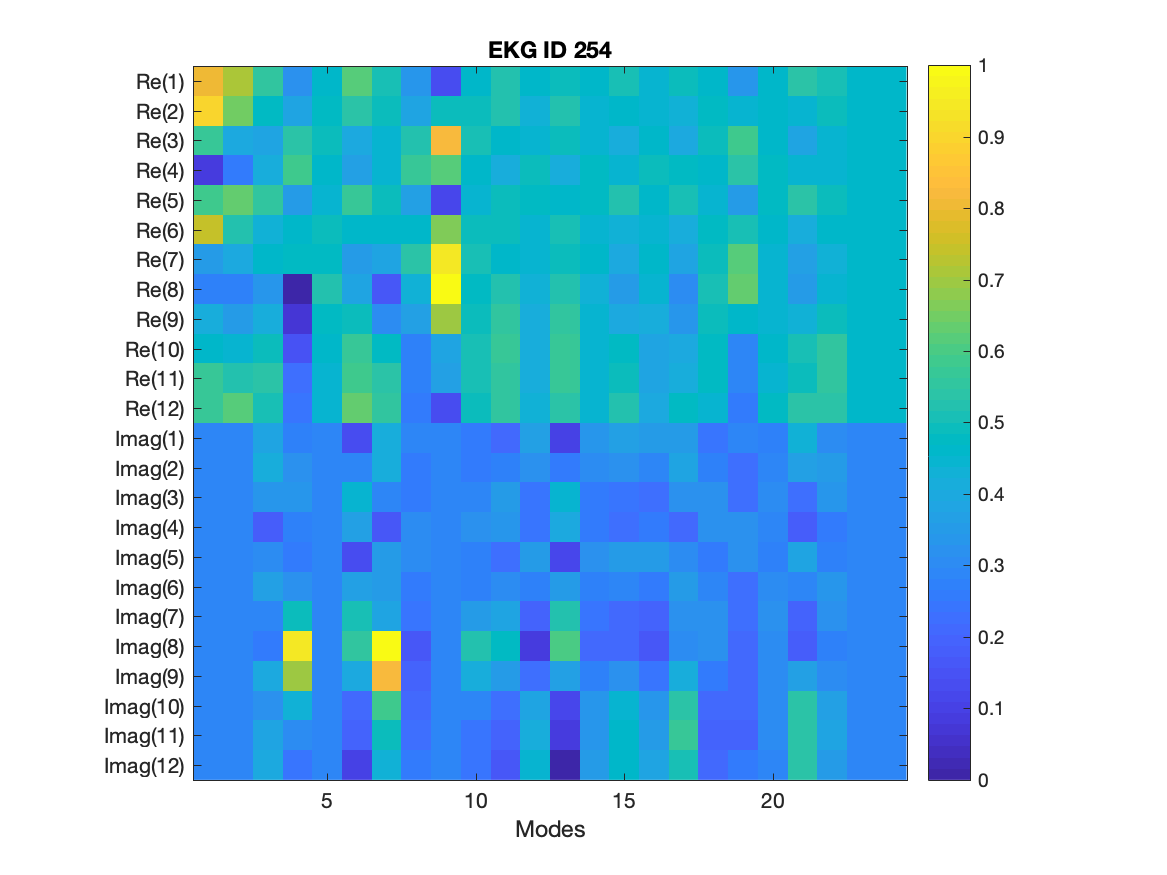 EKG ID 254
Re(1)
Re(2)
Re(3)
Re(4)
Re(5)
Re(6)
Re(7)
Re(8)
Re(9)
Re(10)
Re(11)
Re(12)
Imag(1)
Imag(2)
Imag(3)
Imag(4)
Imag(5)
Imag(6)
Imag(7)
Imag(8)
Imag(9)
Imag(10)
Imag(11)
Imag(12)
5 10 15 20
Modes
1
0.9
0.8
0.7
0.6
0.5
0.4
0.3
0.2
0.1
0